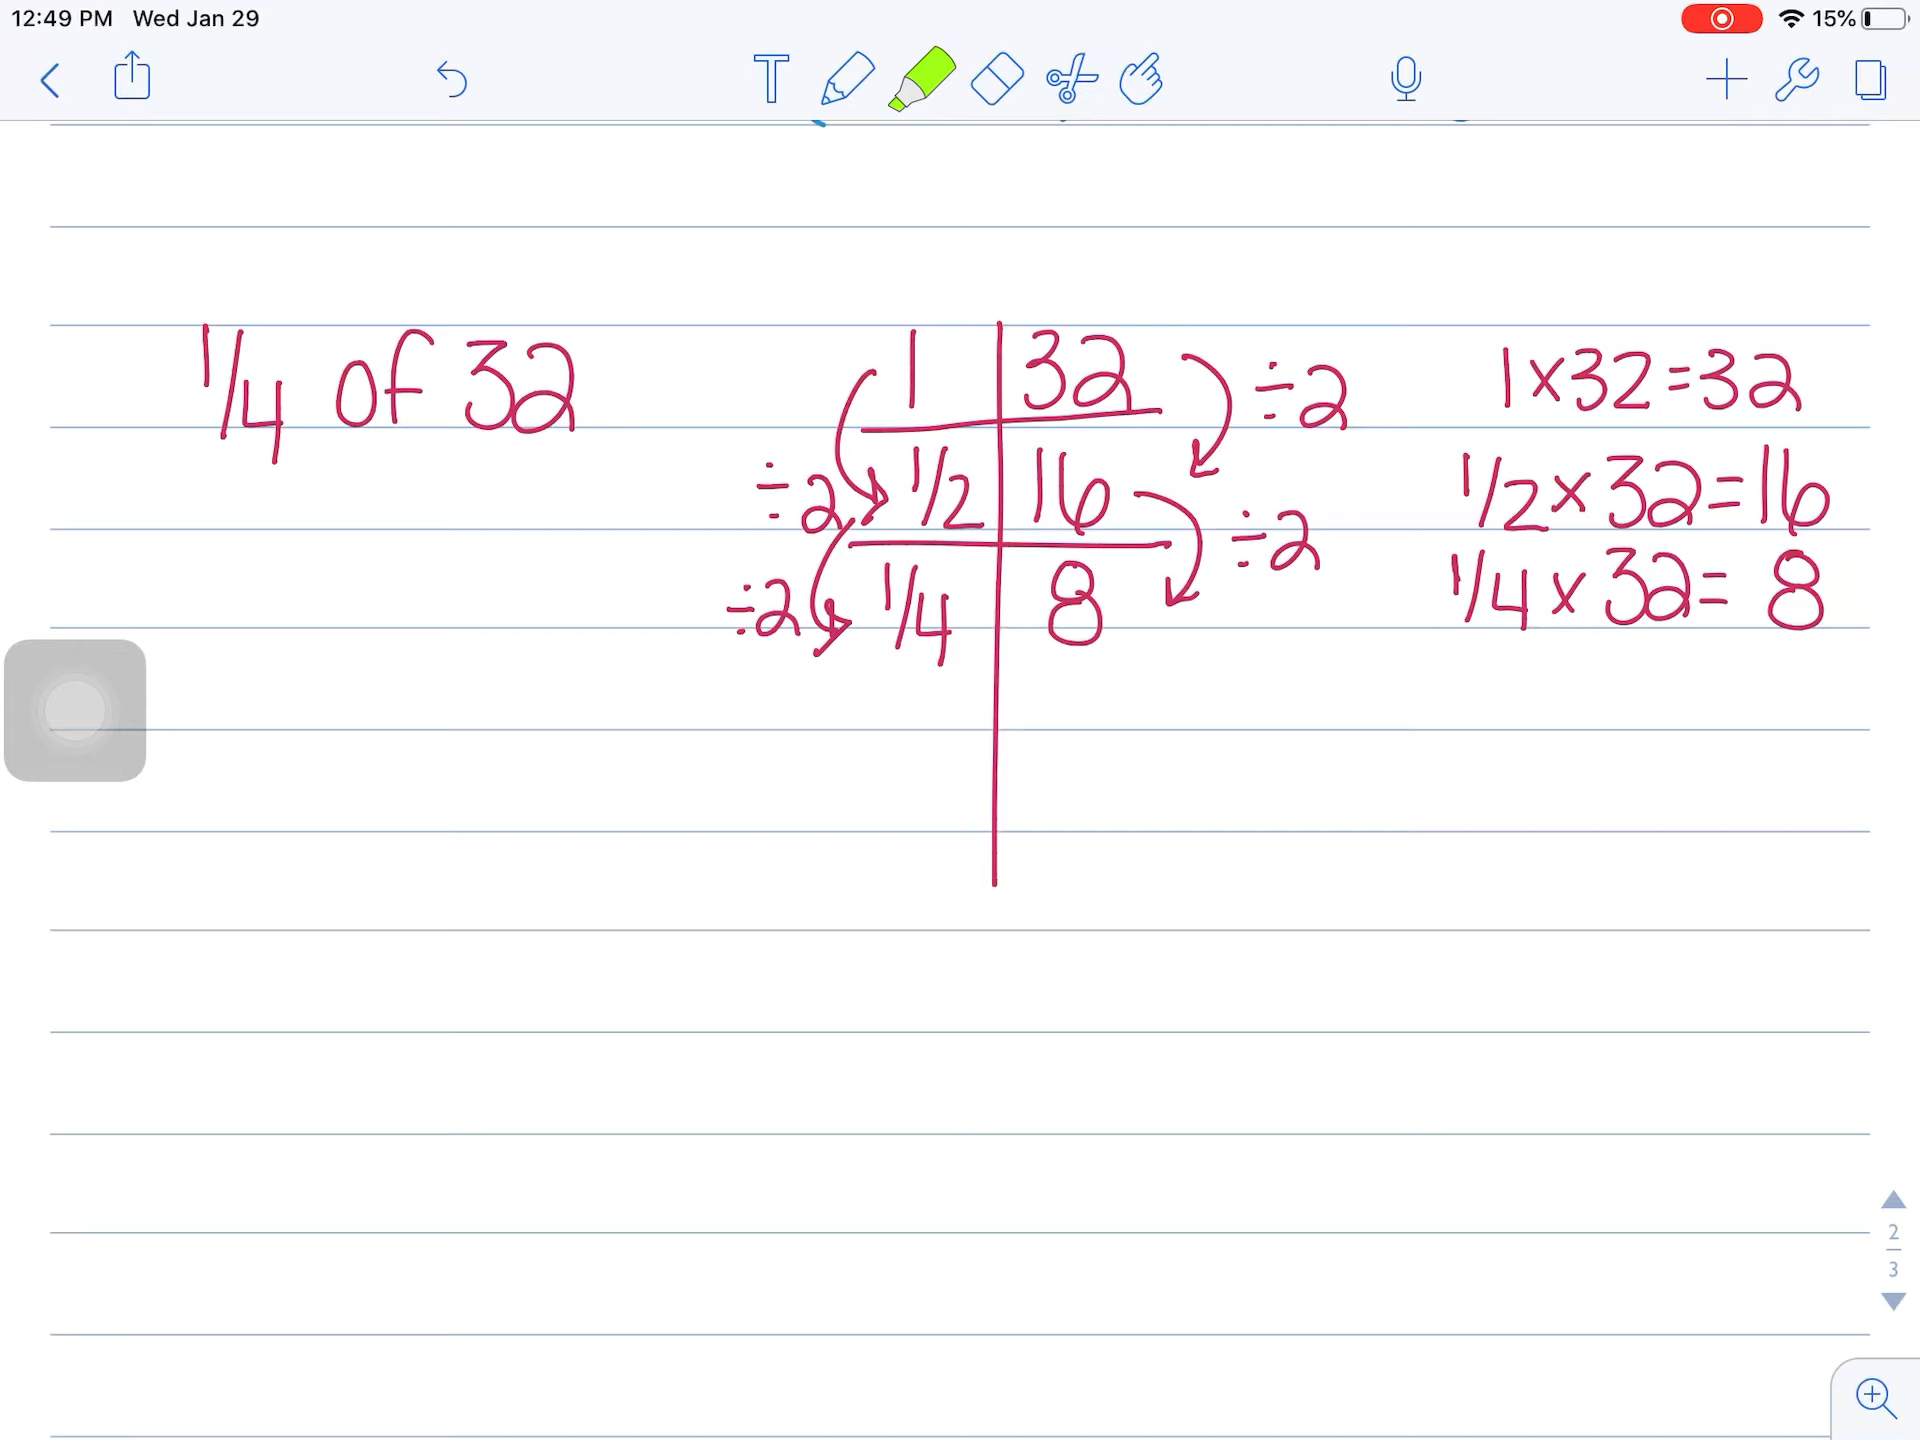 12:49 PM Wed Jan 29 15%
T
1/4 of 32
1 32 ÷2
÷2 1/2 16 ÷2
÷2 1/4 8
1x32=32
1/2x32=16
1/4x32=8
2
3